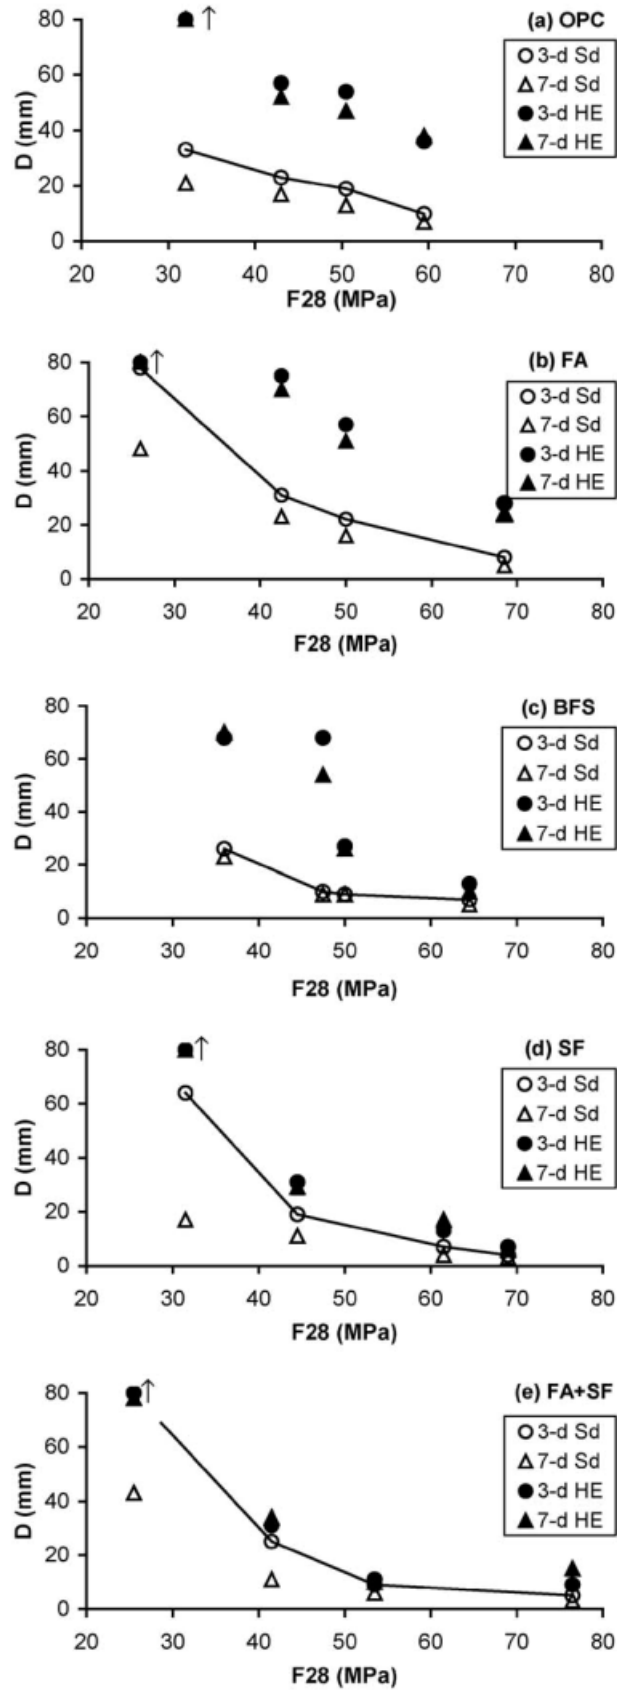 (a) OPC
80
60
40
20
0
D (mm)
3-d Sd
7-d Sd
3-d HE
7-d HE
20 30 40 50 60 70 80
F28 (MPa)
(b) FA
80
60
40
20
0
D (mm)
3-d Sd
7-d Sd
3-d HE
7-d HE
20 30 40 50 60 70 80
F28 (MPa)
(c) BFS
80
60
40
20
0
D (mm)
3-d Sd
7-d Sd
3-d HE
7-d HE
20 30 40 50 60 70 80
F28 (MPa)
(d) SF
80
60
40
20
0
D (mm)
3-d Sd
7-d Sd
3-d HE
7-d HE
20 30 40 50 60 70 80
F28 (MPa)
(e) FA+SF
80
60
40
20
0
D (mm)
3-d Sd
7-d Sd
3-d HE
7-d HE
20 30 40 50 60 70 80
F28 (MPa)